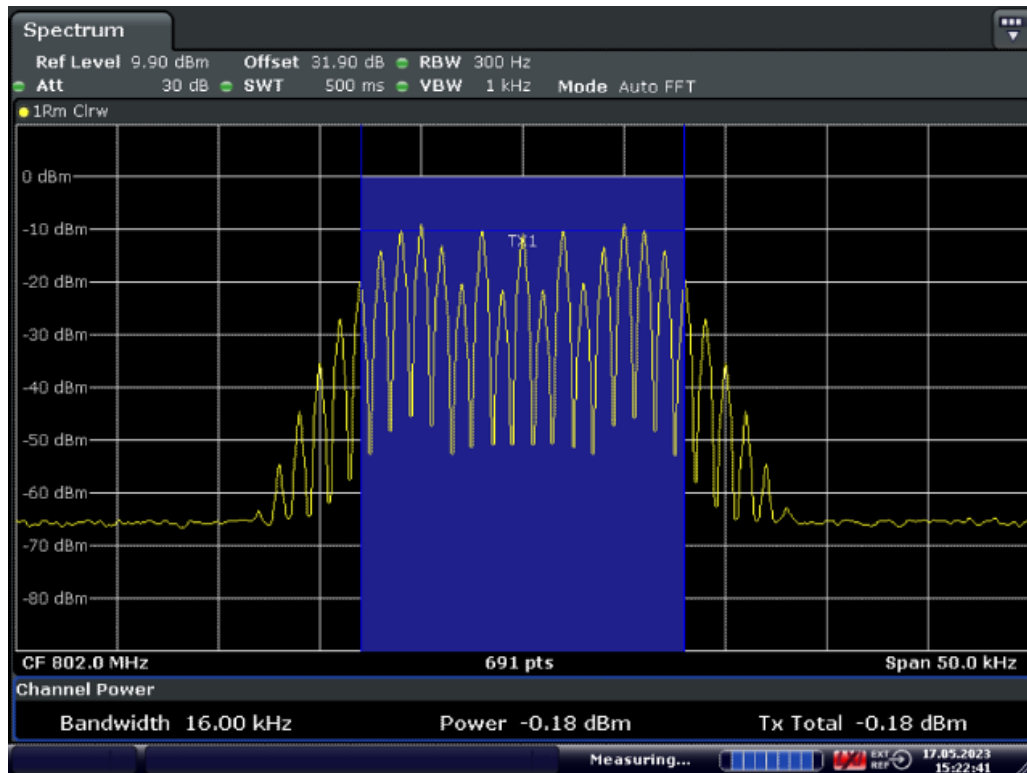 Spectrum
Ref Level 9.90 dBm Offset 31.90 dB RBW 300 Hz
Att 30 dB SWT 500 ms VBW 1 kHz Mode Auto FFT
1Rm Clrw
0 dBm
-10 dBm
TX1
-20 dBm
-30 dBm
-40 dBm
-50 dBm
-60 dBm
-70 dBm
-80 dBm
CF 802.0 MHz 691 pts Span 50.0 kHz
Channel Power
Bandwidth 16.00 kHz Power -0.18 dBm Tx Total -0.18 dBm
Measuring... EXT REF 17.05.2023
15:22:41